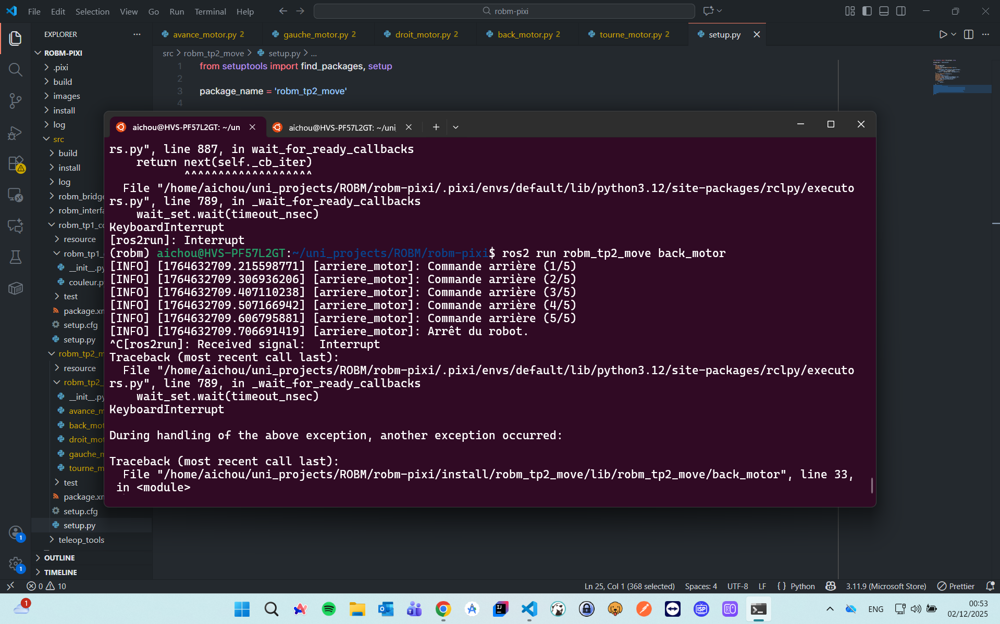 File Edit Selection View Go Run Terminal Help
robm-pixi
EXPLORER
avance_motor.py 2
gauche_motor.py 2
droit_motor.py 2
back_motor.py 2
tourne_motor.py 2
setup.py
ROBM-PIXI
src > robm_tp2_move > setup.py > ...
.pixi
build
images
install
log
src
build
install
log
robm_bridge
robm_interfa
robm_tp1_co
resource
robm_tp1_
__init__.py
couleur.p
test
package.xm
setup.cfg
setup.py
robm_tp2_m
resource
robm_tp2_
__init__.py
avance_m
back_mot
droit_mot
gauche_m
tourne_m
test
package.xm
setup.cfg
setup.py
teleop_tools
OUTLINE
TIMELINE
1 from setuptools import find_packages, setup
2
3 package_name = 'robm_tp2_move'
4
aichou@HVS-PF57L2GT: ~/un
aichou@HVS-PF57L2GT: ~/uni
rs.py", line 887, in wait_for_ready_callbacks
return next(self._cb_iter)
^^^^^^^^^^^^^^^^^^^
File "/home/aichou/uni_projects/ROBM/robm-pixi/.pixi/envs/default/lib/python3.12/site-packages/rclpy/executo
rs.py", line 789, in _wait_for_ready_callbacks
wait_set.wait(timeout_nsec)
KeyboardInterrupt
[ros2run]: Interrupt
(robm) aichou@HVS-PF57L2GT:~/uni_projects/ROBM/robm-pixi$ ros2 run robm_tp2_move back_motor
[INFO] [1764632709.215598771] [arriere_motor]: Commande arrière (1/5)
[INFO] [1764632709.306936206] [arriere_motor]: Commande arrière (2/5)
[INFO] [1764632709.407110238] [arriere_motor]: Commande arrière (3/5)
[INFO] [1764632709.507166942] [arriere_motor]: Commande arrière (4/5)
[INFO] [1764632709.606795881] [arriere_motor]: Commande arrière (5/5)
[INFO] [1764632709.706691419] [arriere_motor]: Arrêt du robot.
^C[ros2run]: Received signal:  Interrupt
Traceback (most recent call last):
File "/home/aichou/uni_projects/ROBM/robm-pixi/.pixi/envs/default/lib/python3.12/site-packages/rclpy/executo
rs.py", line 789, in _wait_for_ready_callbacks
wait_set.wait(timeout_nsec)
KeyboardInterrupt
During handling of the above exception, another exception occurred:
Traceback (most recent call last):
File "/home/aichou/uni_projects/ROBM/robm-pixi/install/robm_tp2_move/lib/robm_tp2_move/back_motor", line 33,
in <module>
1
1
0 10
Ln 25, Col 1 (368 selected) Spaces: 4 UTF-8 LF { } Python 3.11.9 (Microsoft Store) Prettier
1
ISP
ENG
00:53
02/12/2025